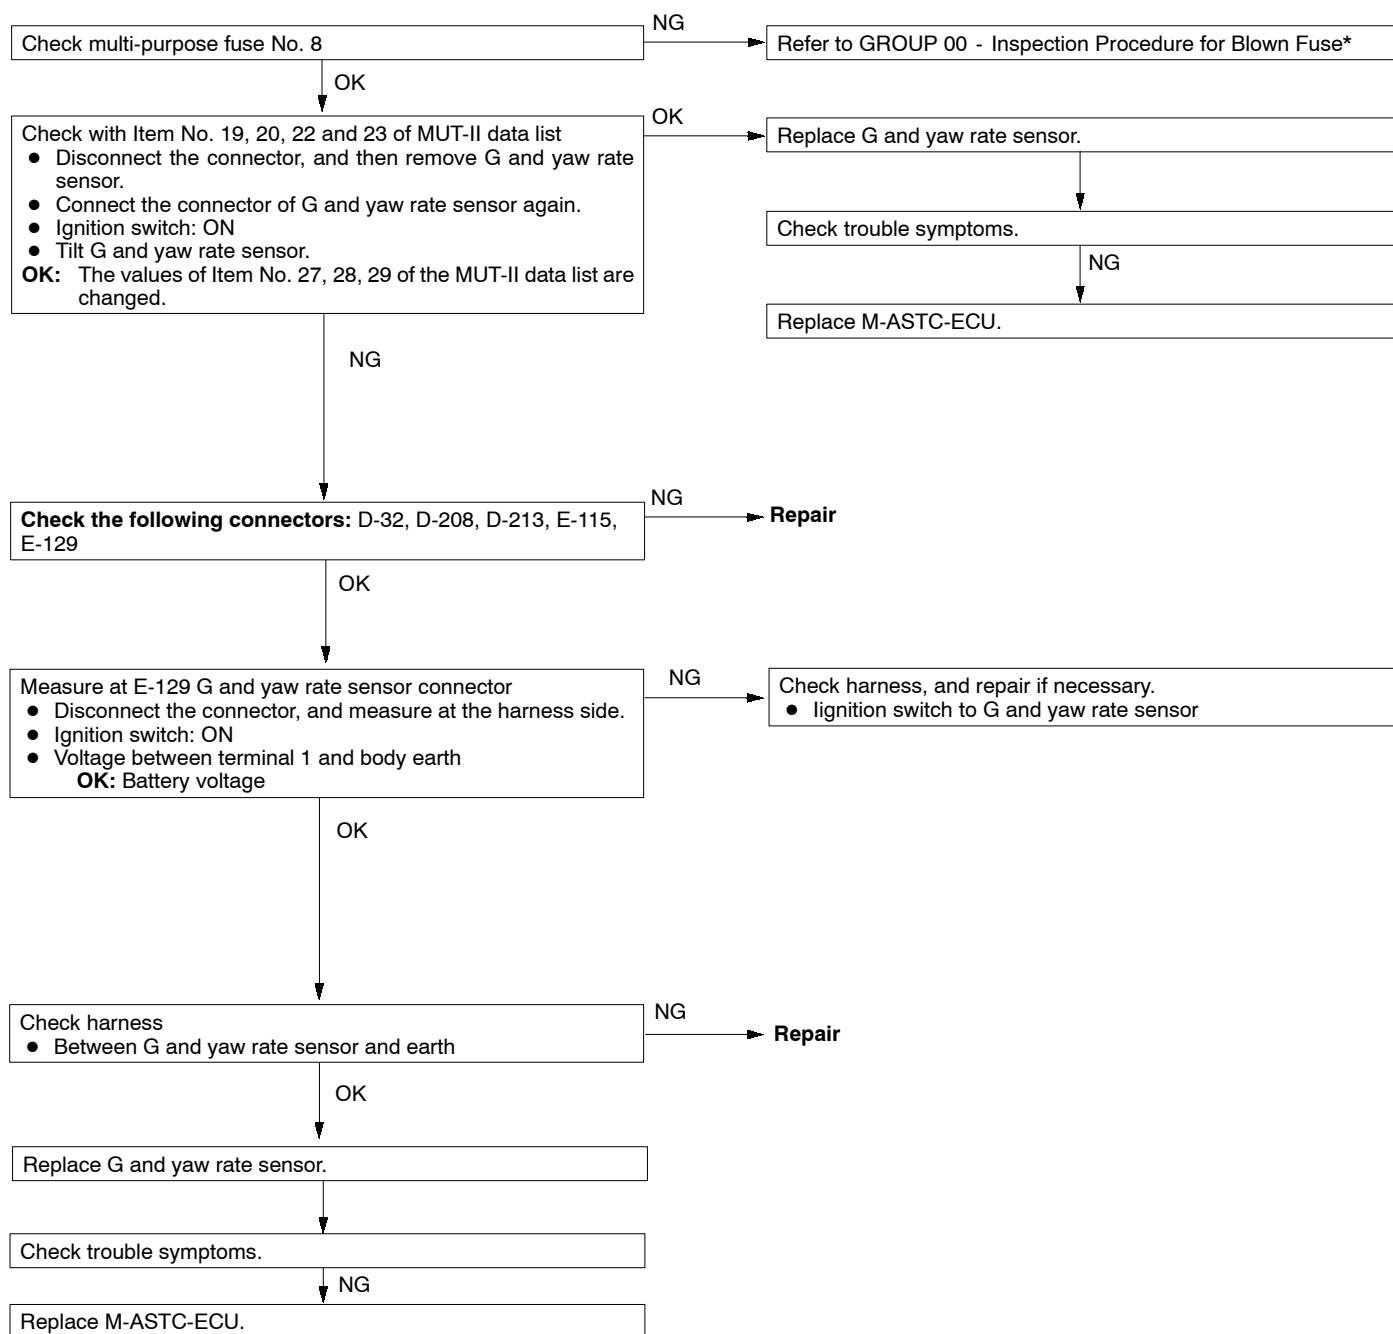 Check multi-purpose fuse No. 8
NG
Refer to GROUP 00 - Inspection Procedure for Blown Fuse*
OK
Check with Item No. 19, 20, 22 and 23 of MUT-II data list
● Disconnect the connector, and then remove G and yaw rate
sensor.
● Connect the connector of G and yaw rate sensor again.
● Ignition switch: ON
● Tilt G and yaw rate sensor.
OK: The values of Item No. 27, 28, 29 of the MUT-II data list are
changed.
OK
Replace G and yaw rate sensor.
Check trouble symptoms.
NG
Replace M-ASTC-ECU.
NG
Check the following connectors: D-32, D-208, D-213, E-115,
E-129
NG
Repair
OK
Measure at E-129 G and yaw rate sensor connector
● Disconnect the connector, and measure at the harness side.
● Ignition switch: ON
● Voltage between terminal 1 and body earth
OK: Battery voltage
NG
Check harness, and repair if necessary.
● Iignition switch to G and yaw rate sensor
OK
Check harness
● Between G and yaw rate sensor and earth
NG
Repair
OK
Replace G and yaw rate sensor.
Check trouble symptoms.
NG
Replace M-ASTC-ECU.